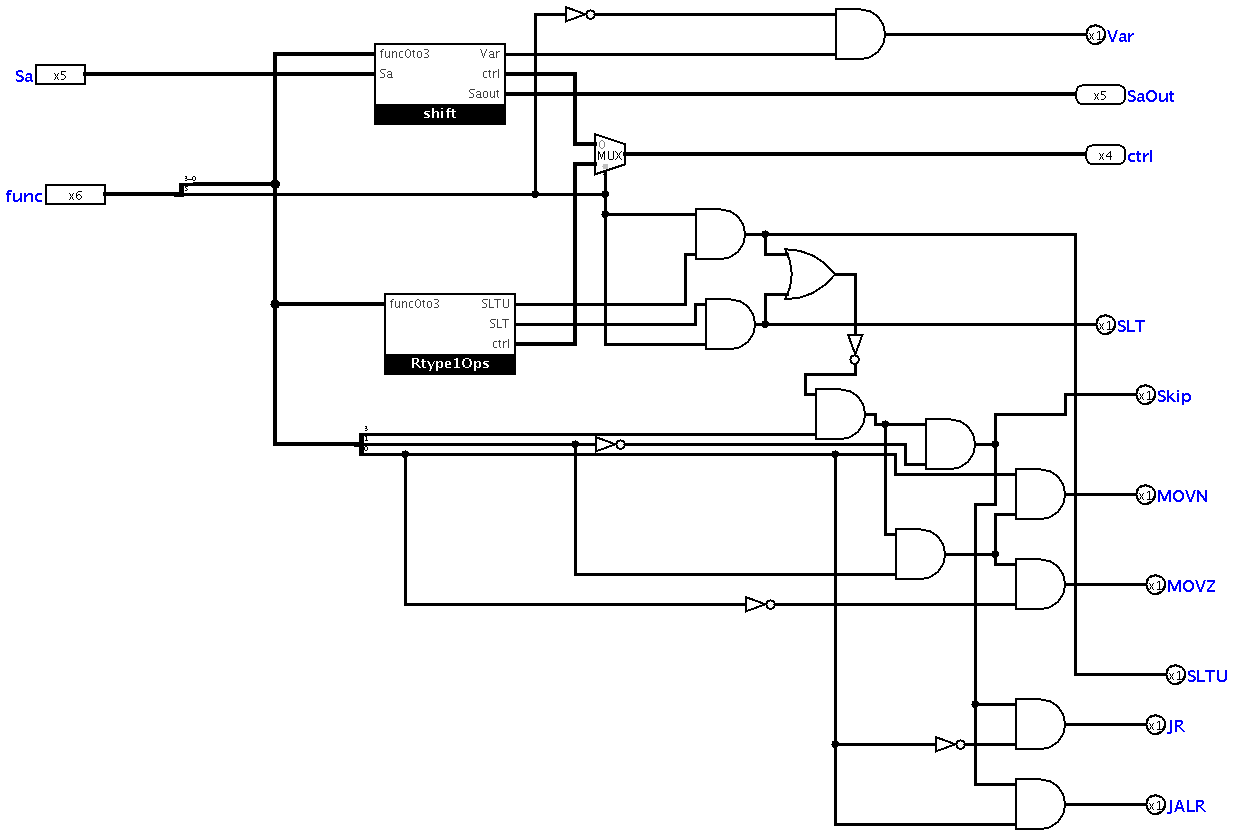 Var
x1
func0to3
Var
Sa
x5
Sa
ctrl
Saout
x5
SaOut
shift
0
MUX
x4
ctrl
func
x6
3-0
5
func0to3
SLTU
SLT
ctrl
Rtype1Ops
x1
SLT
x1
Skip
3
1
0
x1
MOVN
x1
MOVZ
x1
SLTU
x1
JR
x1
JALR